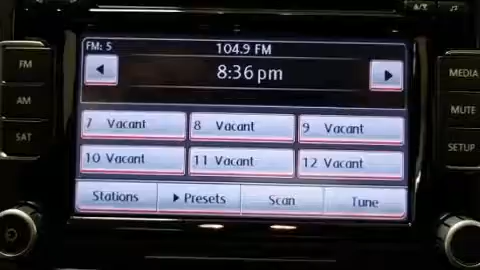 FM: 5
104.9 FM
8:36 pm
FM
AM
SAT
MEDIA
MUTE
SETUP
7 Vacant
8 Vacant
9 Vacant
10 Vacant
11 Vacant
12 Vacant
Stations
Presets
Scan
Tune